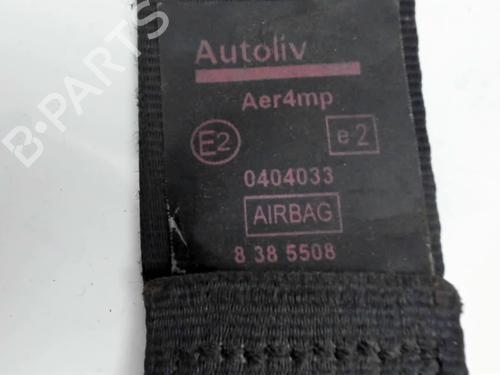 Autoliv
Aer4mp
E2 e2
0404033
AIRBAG
8 38 5508
B-PARTS